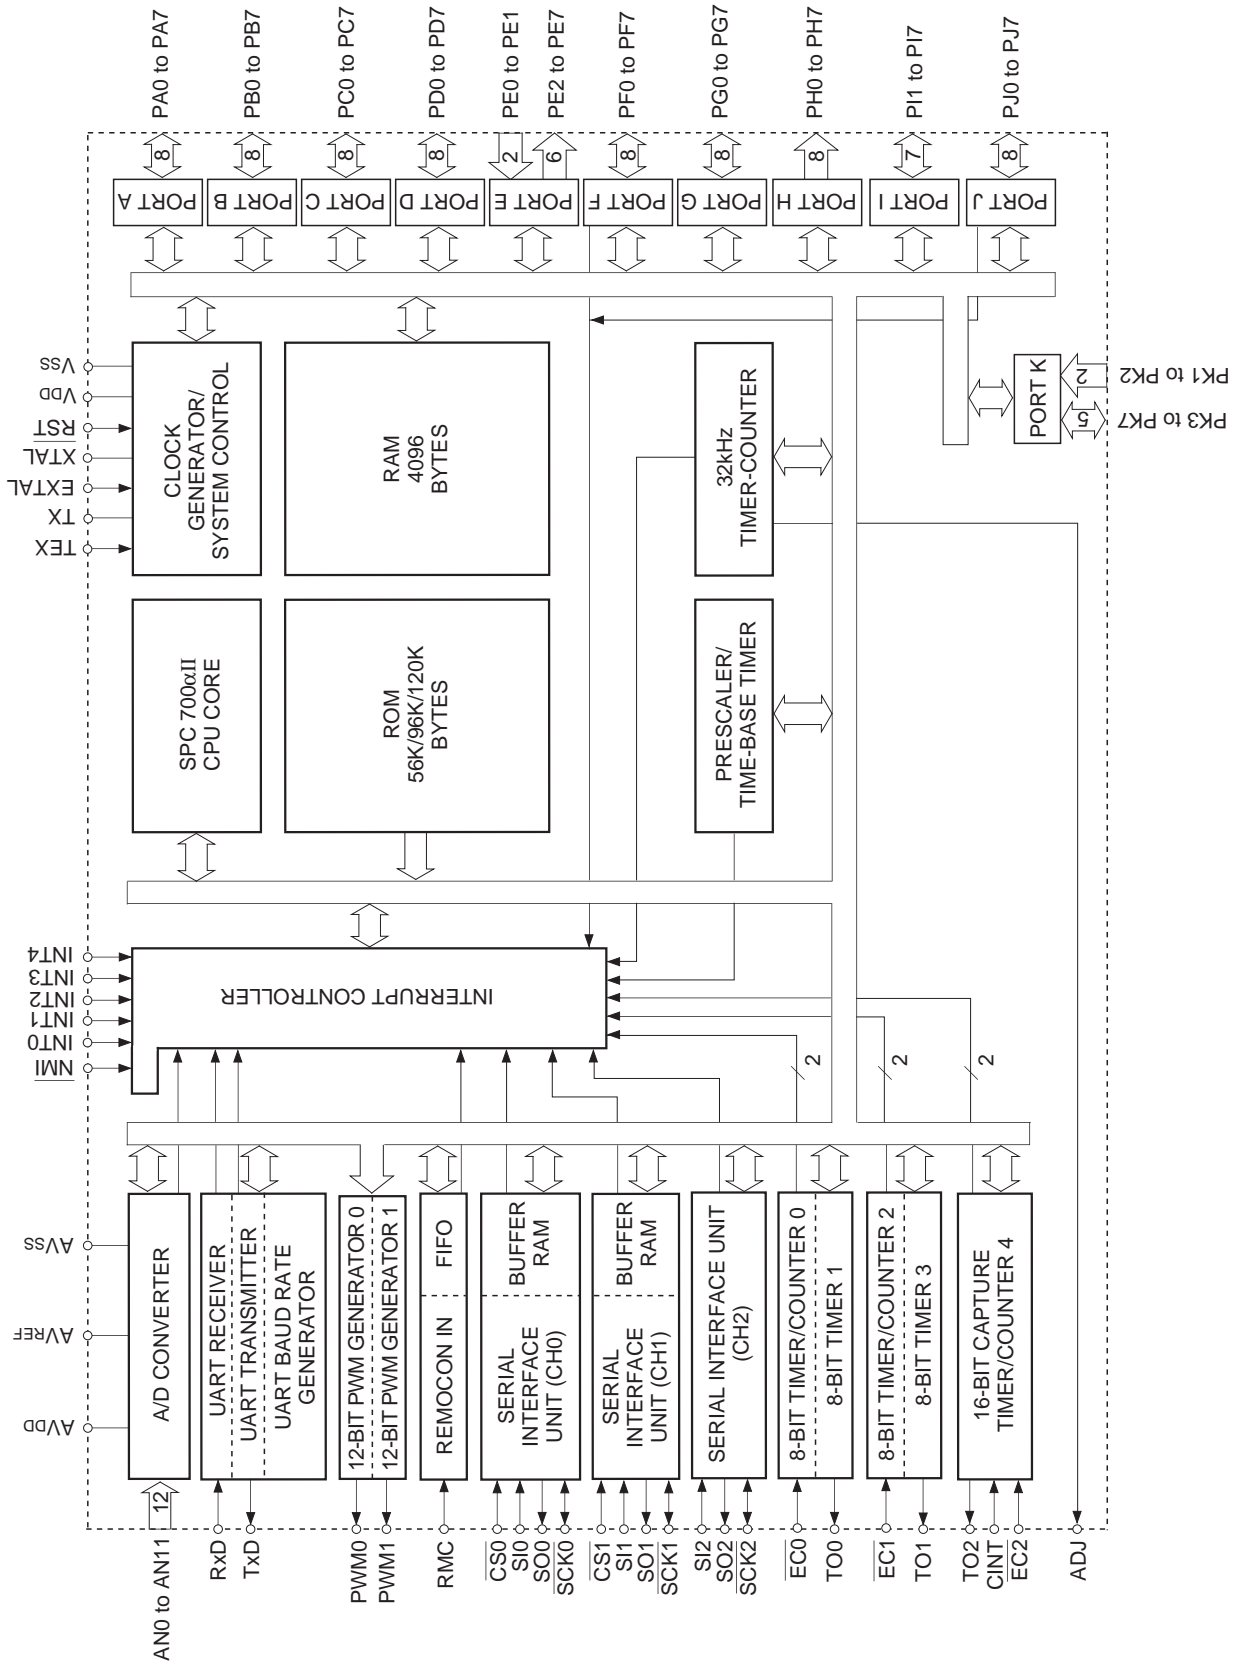 PA0 to PA7
PB0 to PB7
PC0 to PC7
PD0 to PD7
PE0 to PE1
PE2 to PE7
PF0 to PF7
PG0 to PG7
PH0 to PH7
PI1 to PI7
PJ0 to PJ7
8
8
8
8
2
6
8
8
8
7
8
PORT A
PORT B
PORT C
PORT D
PORT E
PORT F
PORT G
PORT H
PORT I
PORT J
VSS
VDD
RST
XTAL
EXTAL
TX
TEX
CLOCK
GENERATOR/
SYSTEM CONTROL
RAM
4096
BYTES
32kHz
TIMER-COUNTER
PORT K
2
5
PK1 to PK2
PK3 to PK7
SPC 700αII
CPU CORE
ROM
56K/96K/120K
BYTES
PRESCALER/
TIME-BASE TIMER
INT4
INT3
INT2
INT1
INT0
NMI
INTERRUPT CONTROLLER
2
2
2
AVSS
AVREF
AVDD
A/D CONVERTER
UART RECEIVER
UART TRANSMITTER
UART BAUD RATE
GENERATOR
12-BIT PWM GENERATOR 0
12-BIT PWM GENERATOR 1
REMOCON IN
FIFO
SERIAL
INTERFACE
UNIT (CH0)
BUFFER
RAM
SERIAL
INTERFACE
UNIT (CH1)
BUFFER
RAM
SERIAL INTERFACE UNIT
(CH2)
8-BIT TIMER/COUNTER 0
8-BIT TIMER 1
8-BIT TIMER/COUNTER 2
8-BIT TIMER 3
16-BIT CAPTURE
TIMER/COUNTER 4
12
AN0 to AN11
RxD
TxD
PWM0
PWM1
RMC
CS0
SI0
SO0
SCK0
CS1
SI1
SO1
SCK1
SI2
SO2
SCK2
EC0
TO0
EC1
TO1
TO2
CINT
EC2
ADJ